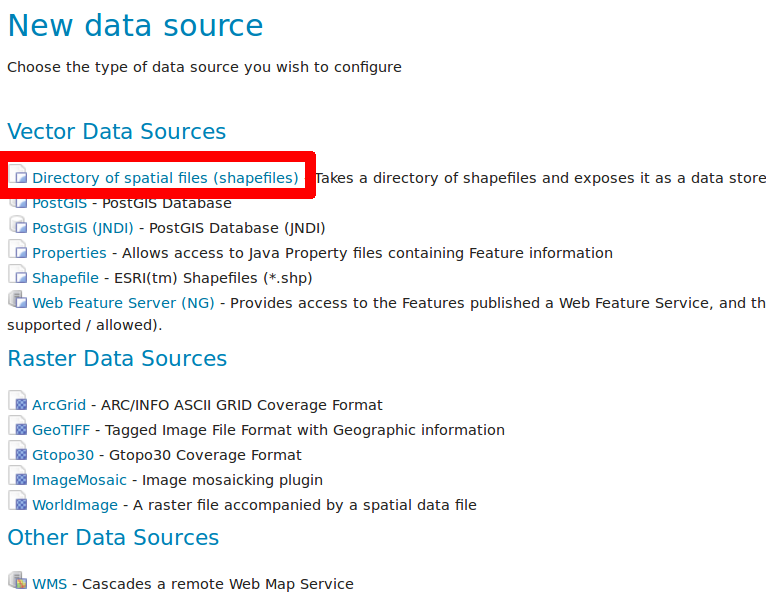 New data source
Choose the type of data source you wish to configure
Vector Data Sources
Directory of spatial files (shapefiles) - Takes a directory of shapefiles and exposes it as a data store
PostGIS - PostGIS Database
PostGIS (JNDI) - PostGIS Database (JNDI)
Properties - Allows access to Java Property files containing Feature information
Shapefile - ESRI(tm) Shapefiles (*.shp)
Web Feature Server (NG) - Provides access to the Features published a Web Feature Service, and th
supported / allowed).
Raster Data Sources
ArcGrid - ARC/INFO ASCII GRID Coverage Format
GeoTIFF - Tagged Image File Format with Geographic information
Gtopo30 - Gtopo30 Coverage Format
ImageMosaic - Image mosaicking plugin
WorldImage - A raster file accompanied by a spatial data file
Other Data Sources
WMS - Cascades a remote Web Map Service